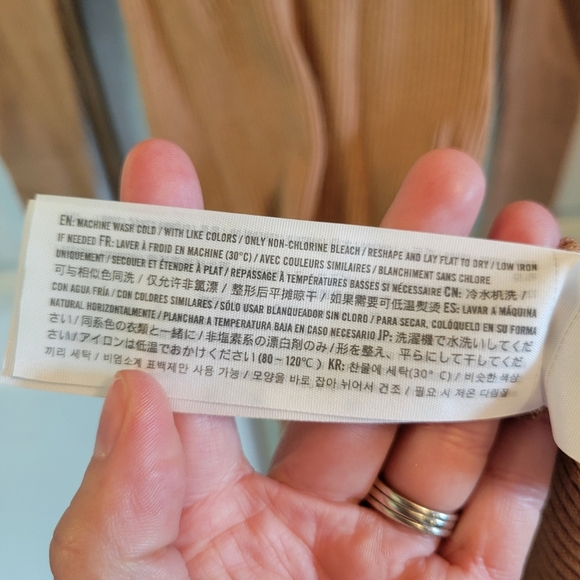 EN: MACHINE WASH COLD / WITH LIKE COLORS / ONLY NON-CHLORINE BLEACH / RESHAPE AND LAY FLAT TO DRY / LOW IRON
IF NEEDED FR: LAVER À FROID EN MACHINE (30°C) / AVEC COULEURS SIMILAIRES / BLANCHIMENT SANS CHLORE
UNIQUEMENT / SECOUER ET ÉTENDRE À PLAT / REPASSAGE À TEMPÉRATURES BASSES SI NÉCESSAIRE CN: 冷水机洗 /
可与相似色同洗 / 仅允许非氯漂 / 整形后平摊晾干 / 如果需要可低温熨烫 ES: LAVAR A MÁQUINA
CON AGUA FRÍA / CON COLORES SIMILARES / SÓLO USAR BLANQUEADOR SIN CLORO / PARA SECAR, COLÓQUELO EN SU FORMA
NATURAL HORIZONTALMENTE / PLANCHAR A TEMPERATURA BAJA EN CASO NECESARIO JP: 洗濯機で水洗いしてくだ
さい / 同系色の衣類と一緒に / 非塩素系の漂白剤のみ / 形を整え、平らにして干してくだ
さい / アイロンは低温でおかけください (80 – 120°C) KR: 찬물에 세탁(30° C) / 비슷한 색상
끼리 세탁 / 비염소계 표백제만 사용 가능 / 모양을 바로 잡아 뉘어서 건조 / 필요 시 저온 다림질